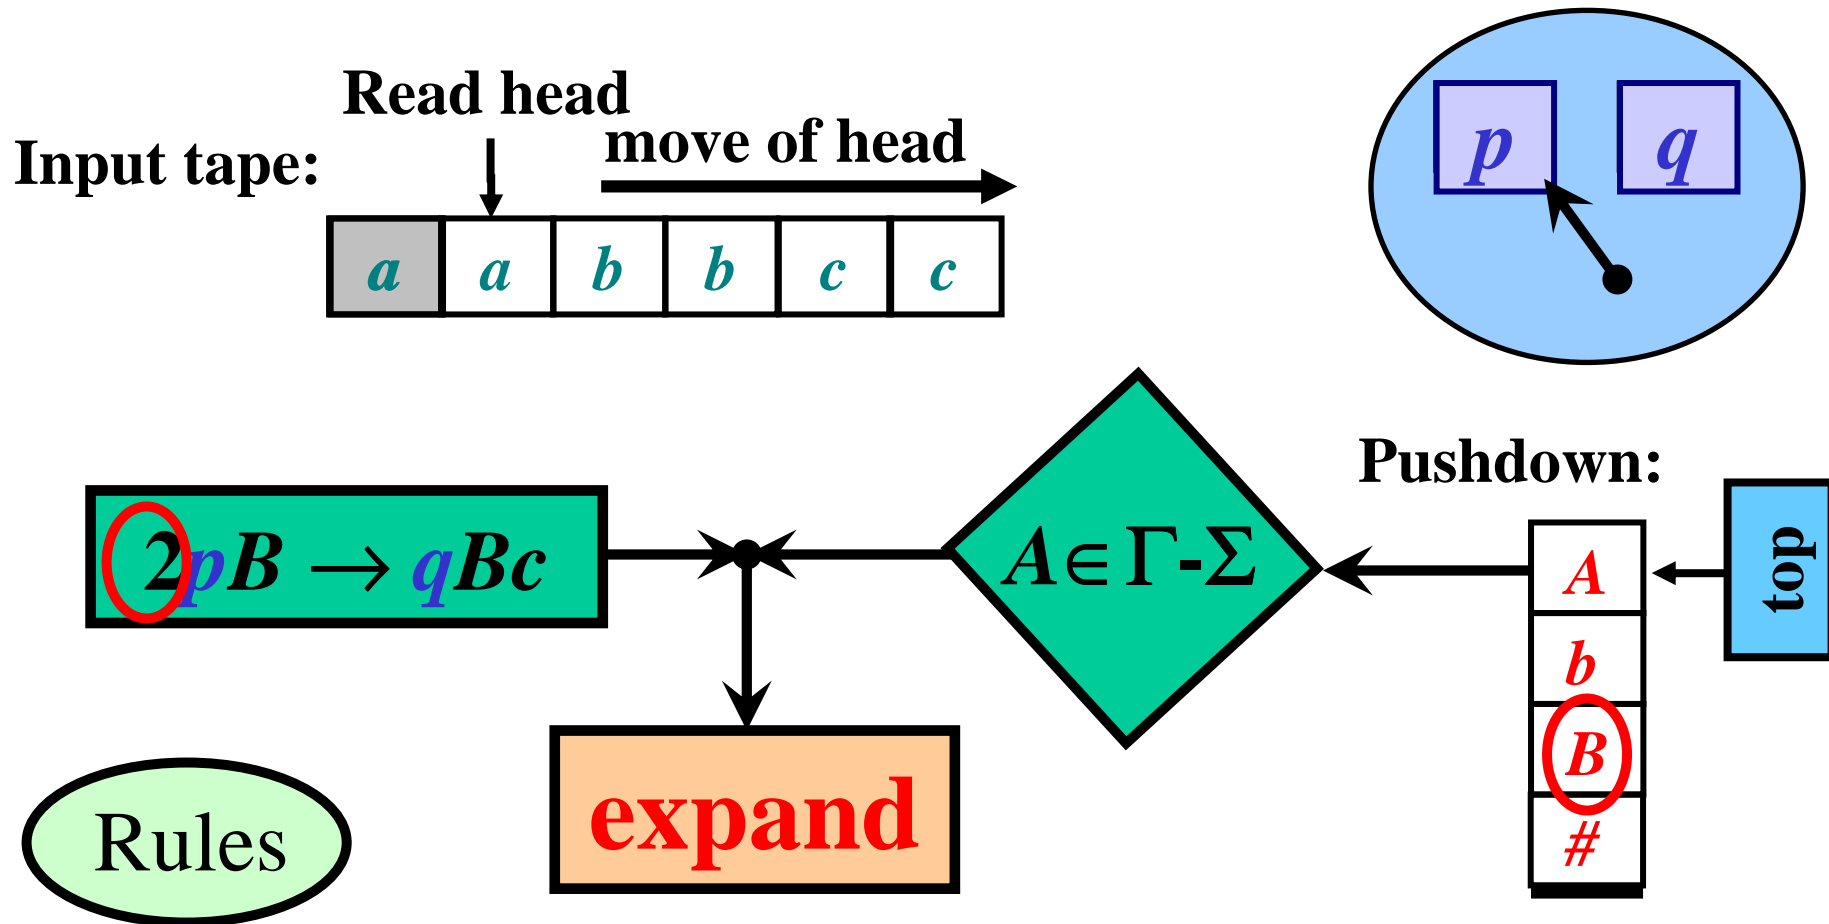 Read head
Input tape:
move of head
a a b b c c
p q
2pB → qBc
A ∈ Γ-Σ
Pushdown:
top
A
b
B
#
expand
Rules